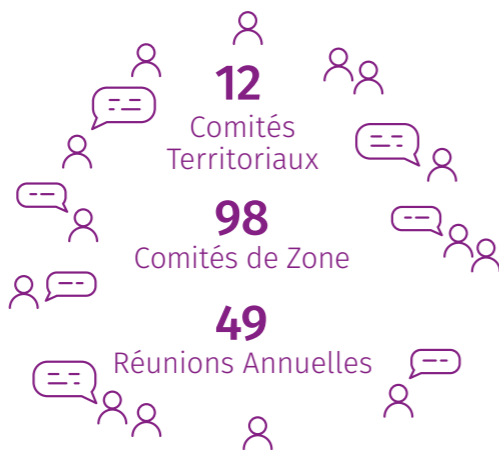 12
Comités
Territoriaux
98
Comités de Zone
49
Réunions Annuelles